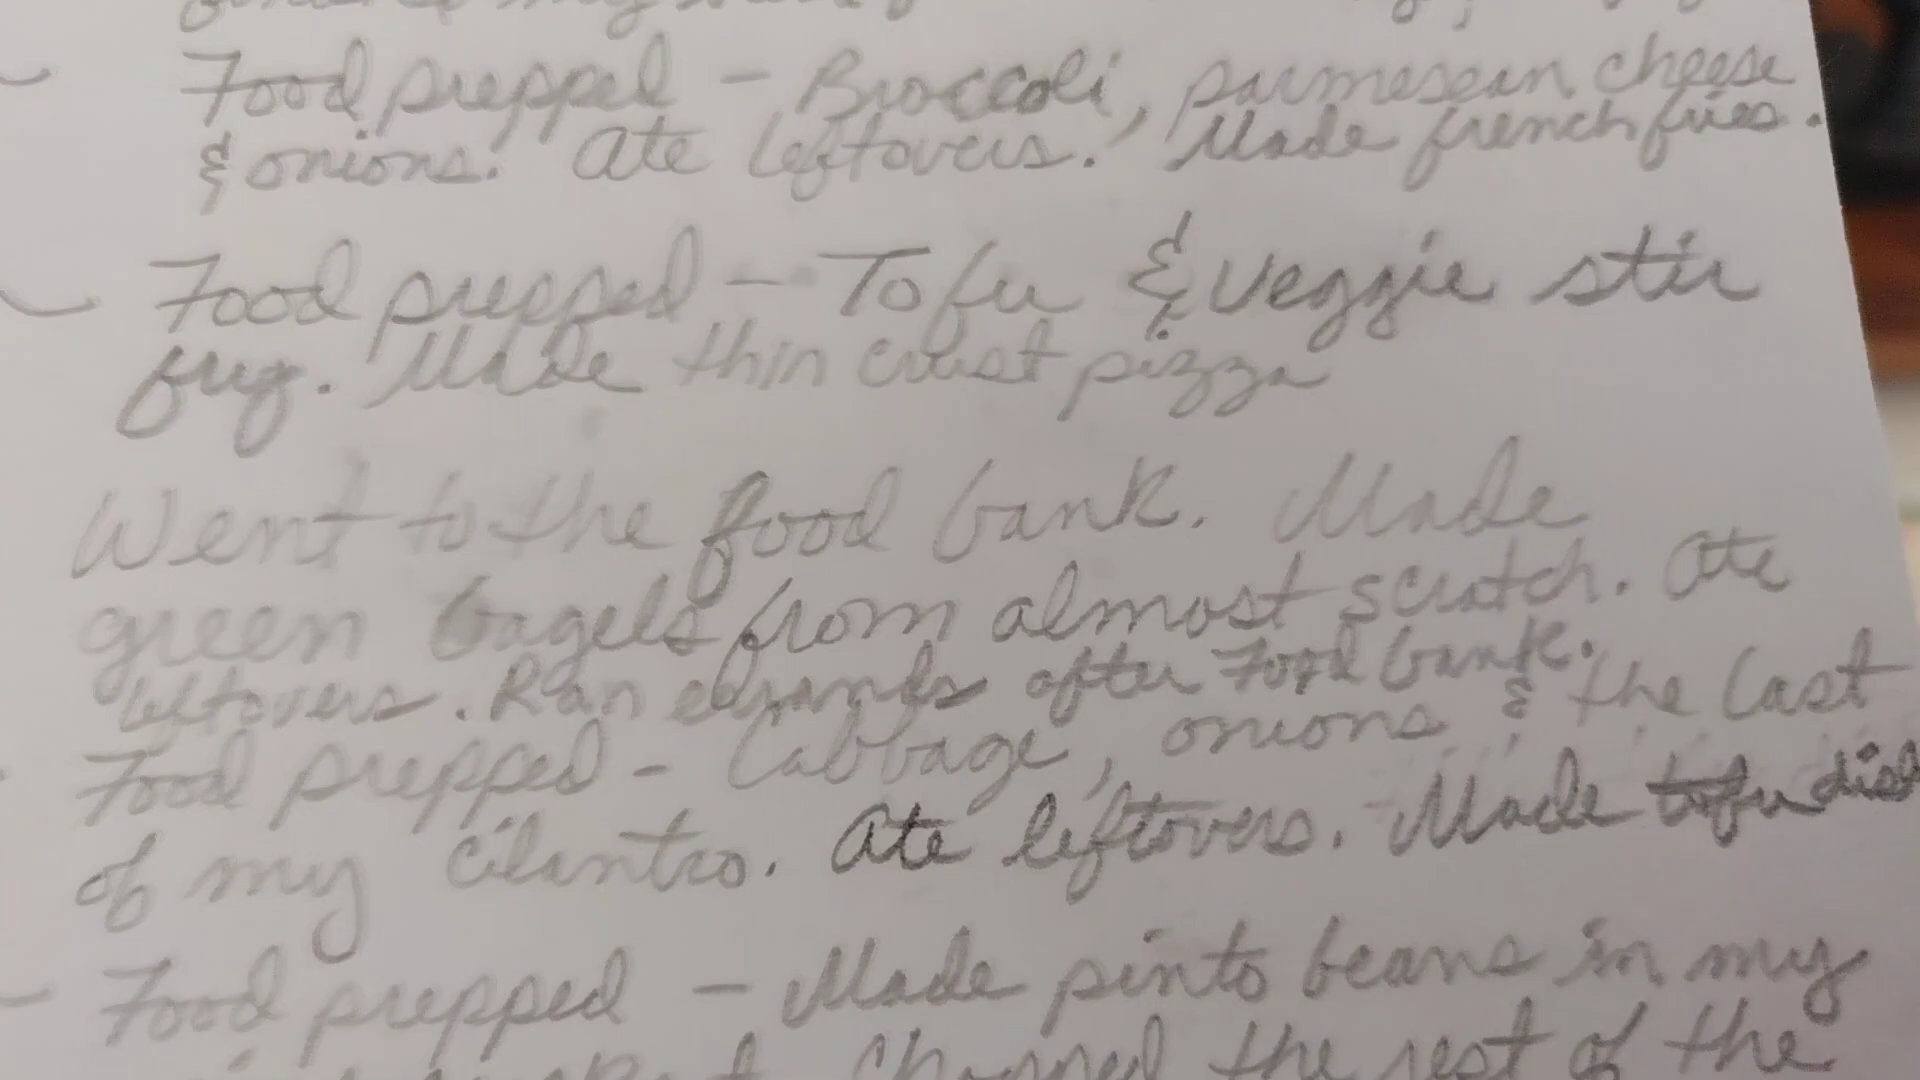 - Food prepped - Broccoli, parmesean cheese
& onions. Ate leftovers. Made french fries.
- Food prepped - Tofu & veggie stir
fry. Made thin crust pizza
Went to the food bank. Made
green bagels from almost scratch. Ate
leftovers. Ran errands after Food bank.
- Food prepped - Cabbage, onions & the last
of my cilantro. Ate leftovers. Made tofu dish
- Food prepped - Made pinto beans in my
Chopped the rest of the